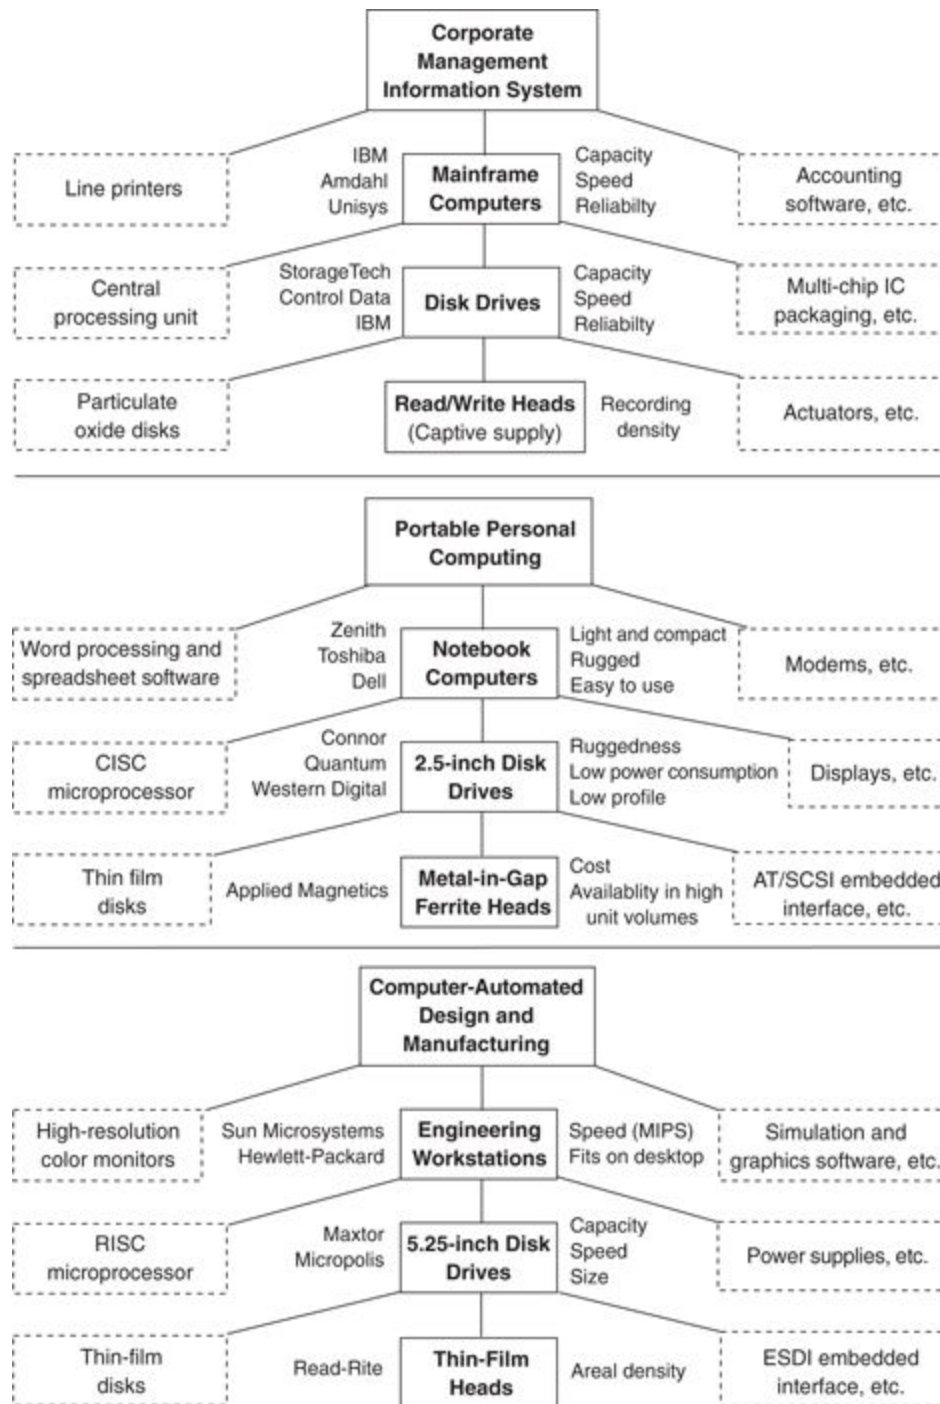 Corporate
Management
Information System
Line printers
IBM
Amdahl
Unisys
Mainframe
Computers
Capacity
Speed
Reliabilty
Accounting
software, etc.
Central
processing unit
StorageTech
Control Data
IBM
Disk Drives
Capacity
Speed
Reliabilty
Multi-chip IC
packaging, etc.
Particulate
oxide disks
Read/Write Heads
(Captive supply)
Recording
density
Actuators, etc.
Portable Personal
Computing
Word processing and
spreadsheet software
Zenith
Toshiba
Dell
Notebook
Computers
Light and compact
Rugged
Easy to use
Modems, etc.
CISC
microprocessor
Connor
Quantum
Western Digital
2.5-inch Disk
Drives
Ruggedness
Low power consumption
Low profile
Displays, etc.
Thin film
disks
Applied Magnetics
Metal-in-Gap
Ferrite Heads
Cost
Availablity in high
unit volumes
AT/SCSI embedded
interface, etc.
Computer-Automated
Design and
Manufacturing
High-resolution
color monitors
Sun Microsystems
Hewlett-Packard
Engineering
Workstations
Speed (MIPS)
Fits on desktop
Simulation and
graphics software, etc.
RISC
microprocessor
Maxtor
Micropolis
5.25-inch Disk
Drives
Capacity
Speed
Size
Power supplies, etc.
Thin-film
disks
Read-Rite
Thin-Film
Heads
Areal density
ESDI embedded
interface, etc.